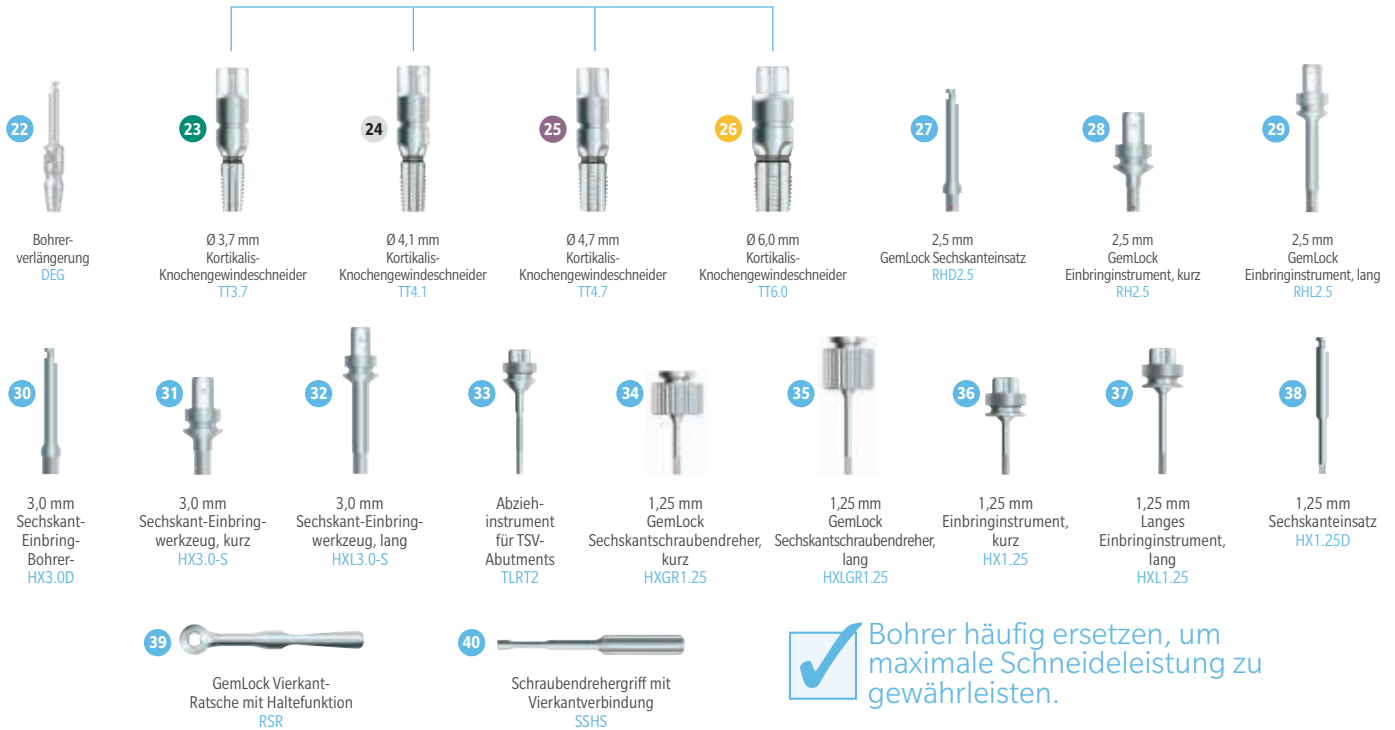 22
23
24
25
26
27
28
29
Bohrer-
verlängerung
DEG
Ø 3,7 mm
Kortikalis-
Knochengewindeschneider
TT3.7
Ø 4,1 mm
Kortikalis-
Knochengewindeschneider
TT4.1
Ø 4,7 mm
Kortikalis-
Knochengewindeschneider
TT4.7
Ø 6,0 mm
Kortikalis-
Knochengewindeschneider
TT6.0
2,5 mm
GemLock Sechskanteinsatz
RHD2.5
2,5 mm
GemLock
Einbringinstrument, kurz
RH2.5
2,5 mm
GemLock
Einbringinstrument, lang
RHL2.5
30
31
32
33
34
35
36
37
38
3,0 mm
Sechskant-
Einbring-
Bohrer-
HX3.0D
3,0 mm
Sechskant-Einbring-
werkzeug, kurz
HX3.0-S
3,0 mm
Sechskant-Einbring-
werkzeug, lang
HXL3.0-S
Abzieh-
instrument
für TSV-
Abutments
TLRT2
1,25 mm
GemLock
Sechskantschraubendreher,
kurz
HXGR1.25
1,25 mm
GemLock
Sechskantschraubendreher,
lang
HXLGR1.25
1,25 mm
Einbringinstrument,
kurz
HX1.25
1,25 mm
Langes
Einbringinstrument,
lang
HXL1.25
1,25 mm
Sechskanteinsatz
HX1.25D
39
GemLock Vierkant-
Ratsche mit Haltefunktion
RSR
40
Schraubendrehergriff mit
Vierkantverbindung
SSHS
Bohrer häufig ersetzen, um
maximale Schneideleistung zu
gewährleisten.